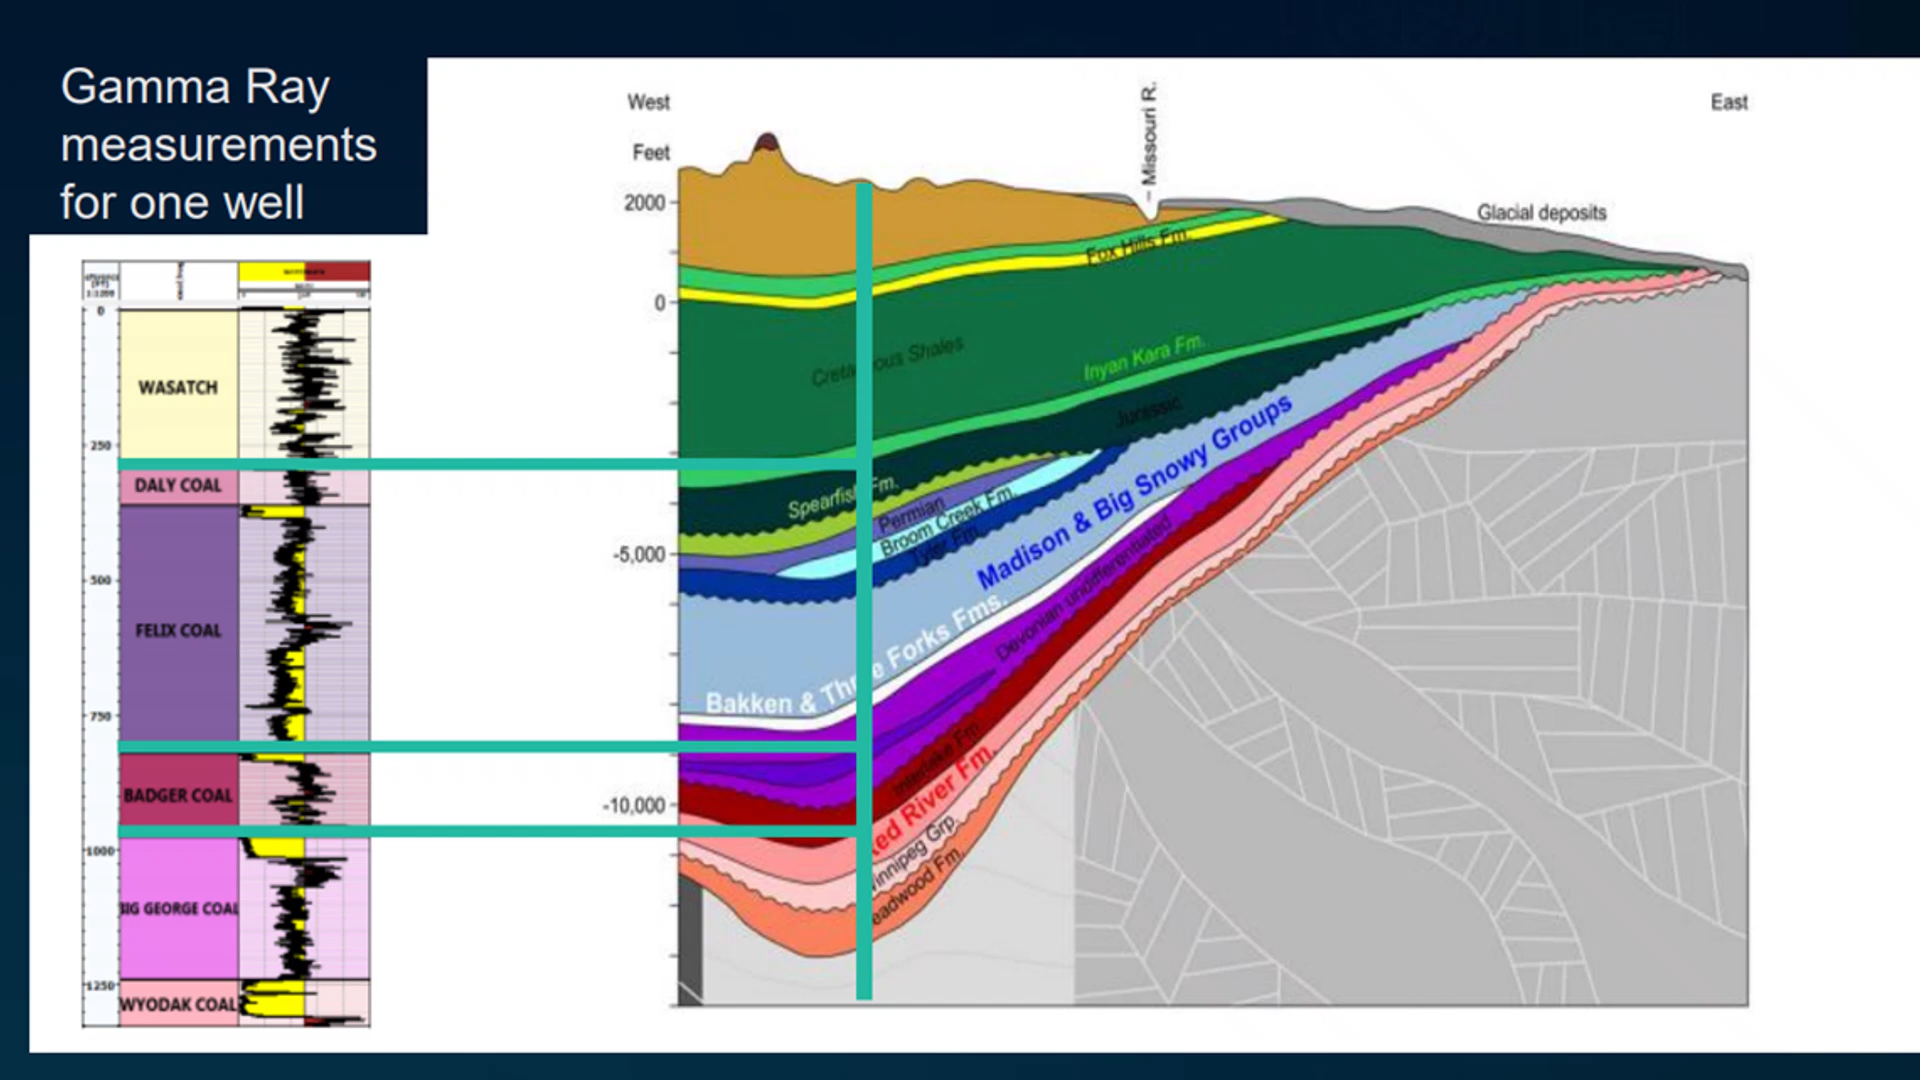 Gamma Ray
measurements
for one well
0
WASATCH
250
DALY COAL
500
FELIX COAL
750
BADGER COAL
1000
BIG GEORGE COAL
1250
WYODAK COAL
West
East
Feet
Missouri R.
2000
0
-5,000
-10,000
Glacial deposits
Fox Hills Fm.
Cretaceous Shales
Inyan Kara Fm.
Jurassic
Spearfish Fm.
Permian
Broom Creek Fm.
Tyler Fm.
Madison & Big Snowy Groups
Bakken & Three Forks Fms.
Devonian undifferentiated
Interlake Fm.
Red River Fm.
Winnipeg Grp.
Deadwood Fm.